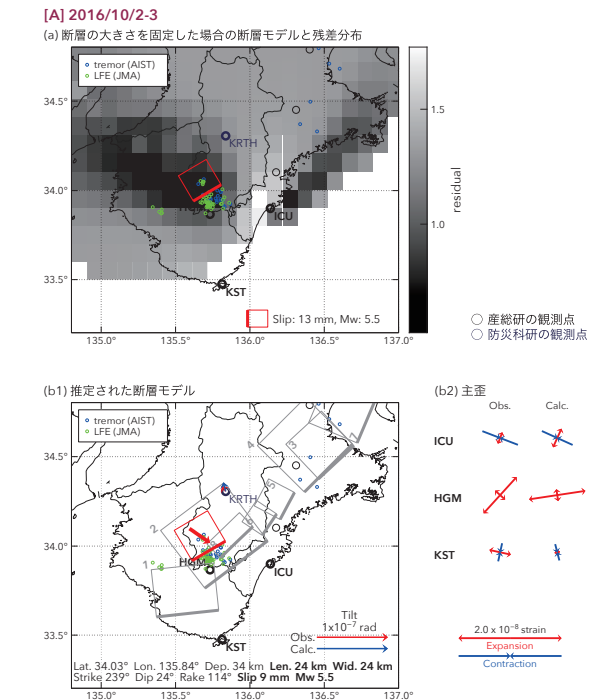 [A] 2016/10/2-3
(a) 断層の大きさを固定した場合の断層モデルと残差分布
tremor (AIST)
LFE (JMA)
34.5°
34.0°
33.5°
KRTH
HGM
ICU
KST
Slip: 13 mm, Mw: 5.5
135.0° 135.5° 136.0° 136.5° 137.0°
1.5
1.0
residual
産総研の観測点
防災科研の観測点
(b1) 推定された断層モデル
tremor (AIST)
LFE (JMA)
34.5°
34.0°
33.5°
4
3
7
5
6
2
1
KRTH
HGM
ICU
KST
Tilt
1x10⁻⁷ rad
Obs.
Calc.
Lat. 34.03° Lon. 135.84° Dep. 34 km Len. 24 km Wid. 24 km
Strike 239° Dip 24° Rake 114° Slip 9 mm Mw 5.5
135.0° 135.5° 136.0° 136.5° 137.0°
(b2) 主歪
Obs. Calc.
ICU
HGM
KST
2.0 x 10⁻⁸ strain
Expansion
Contraction